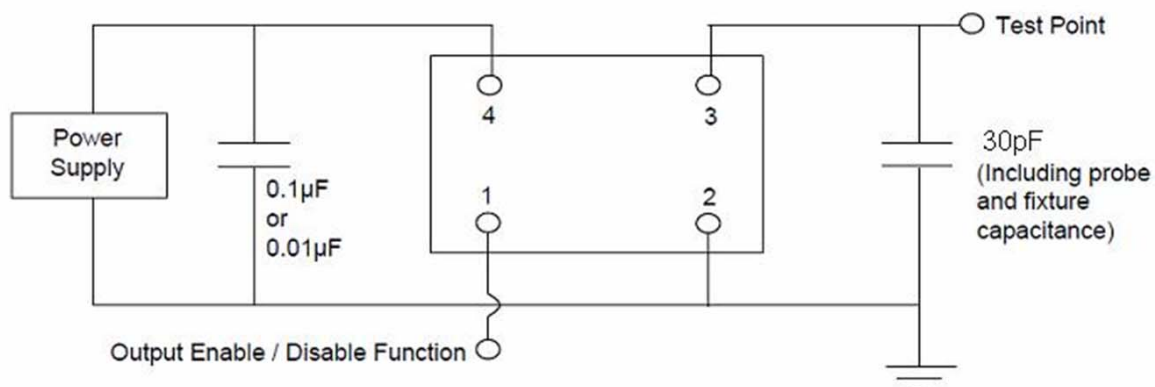 Test Point
4
3
Power
Supply
30pF
(Including probe
and fixture
capacitance)
0.1µF
or
0.01µF
1
2
Output Enable / Disable Function